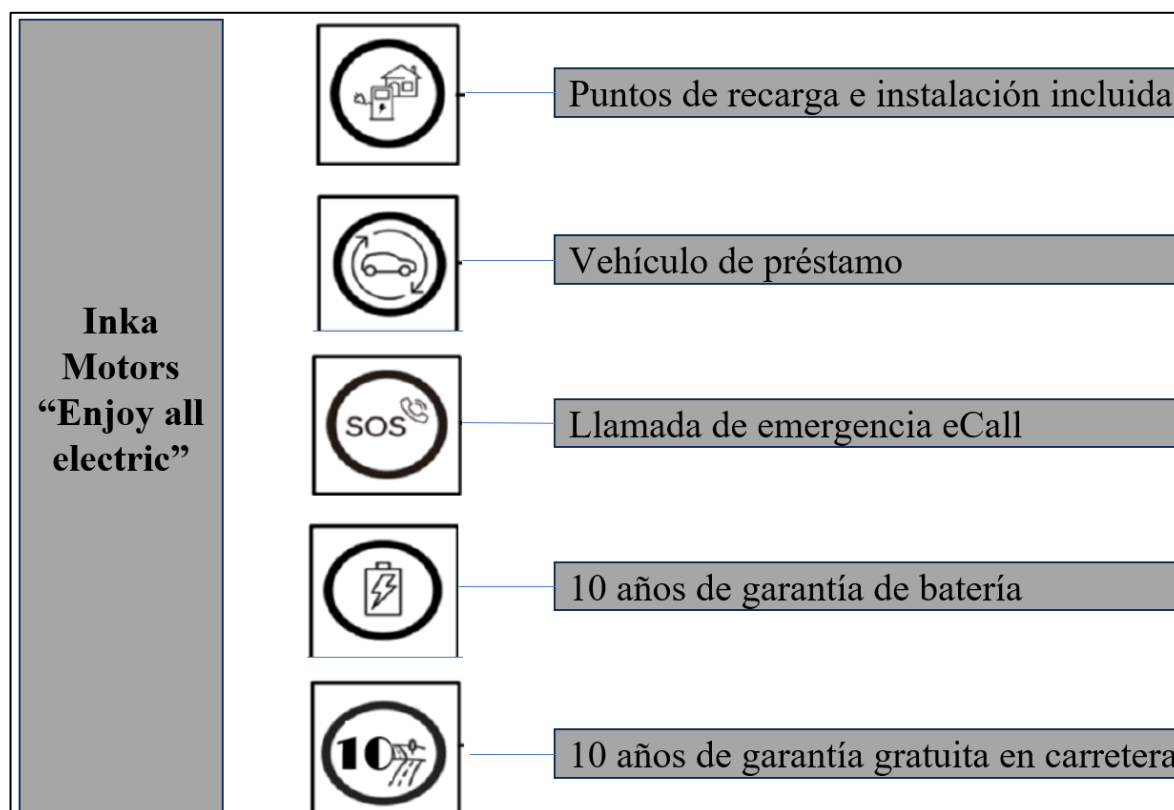 Inka
Motors
“Enjoy all
electric”
Puntos de recarga e instalación incluida
Vehículo de préstamo
SOS
Llamada de emergencia eCall
10 años de garantía de batería
10
10 años de garantía gratuita en carretera